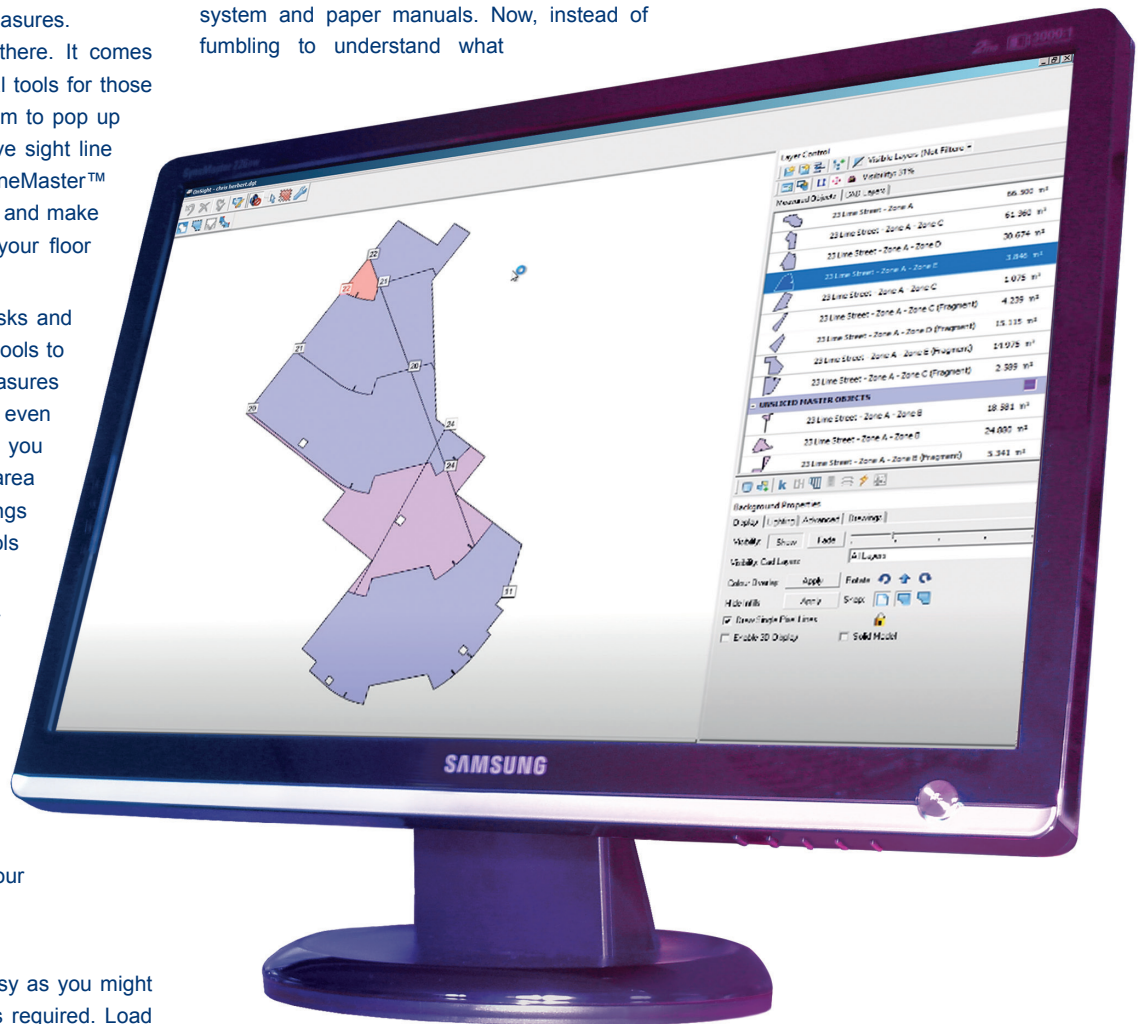 asures.
there. It comes
l tools for those
m to pop up
ve sight line
neMaster™
and make
your floor
sks and
ools to
asures
even
you
area
ngs
ols
our
sy as you might
s required. Load
system and paper manuals. Now, instead of
fumbling to understand what
OnSight - chris herbert.dgt
22
22
21
21
20
20
24
24
11
Layer Control
Visible Layers (Not Filtere
Visibility: 31%
Measured Objects CAD Layers
23 Lime Street - Zone A 66.300 m²
23 Lime Street - Zone A - Zone C 61.360 m²
23 Lime Street - Zone A - Zone D 30.674 m²
23 Lime Street - Zone A - Zone E 3.846 m²
23 Lime Street - Zone A - Zone C 1.075 m²
23 Lime Street - Zone A - Zone C (Fragment) 4.239 m²
23 Lime Street - Zone A - Zone D (Fragment) 15.115 m²
23 Lime Street - Zone A - Zone B (Fragment) 14.975 m²
23 Lime Street - Zone A - Zone C (Fragment) 2.589 m²
- UNSLICED MASTER OBJECTS
23 Lime Street - Zone A - Zone B 18.581 m²
23 Lime Street - Zone A - Zone B 24.880 m²
23 Lime Street - Zone A - Zone B (Fragment) 5.341 m²
Background Properties
Display Lighting Advanced Drawings
Visibility: Show Fade
Visibility: Cad Layers All Layers
Colour Overlay Apply Rotate
Hide Infills Apply Snap:
Draw Single Pixel Lines
Enable 3D Display Solid Model
SAMSUNG